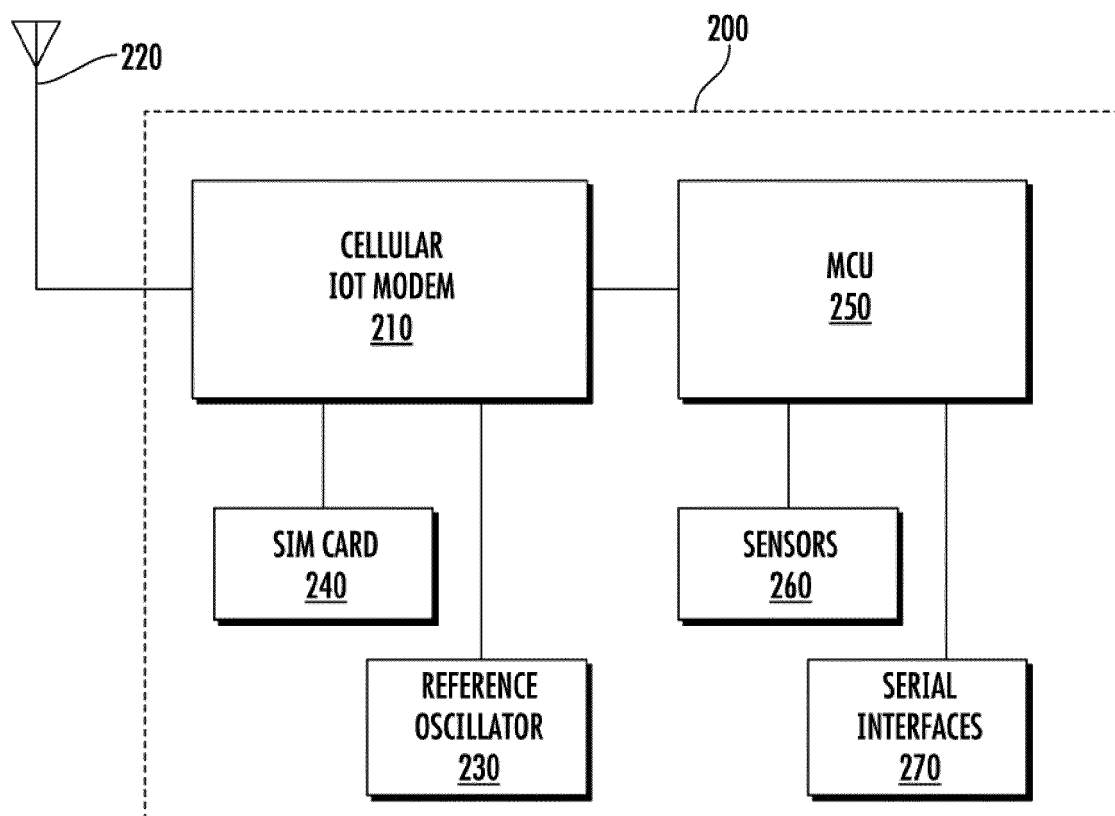 220
200
CELLULAR
IOT MODEM
210
MCU
250
SIM CARD
240
SENSORS
260
REFERENCE
OSCILLATOR
230
SERIAL
INTERFACES
270